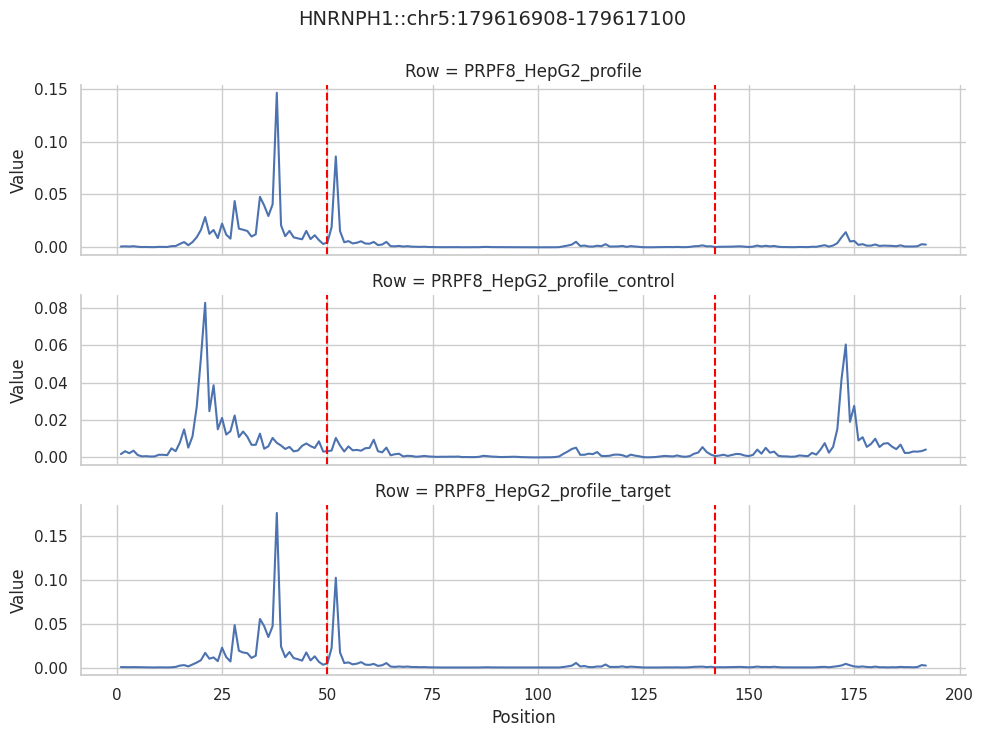 HNRNPH1::chr5:179616908-179617100
Row = PRPF8_HepG2_profile
0.15
0.10
0.05
0.00
Value
Row = PRPF8_HepG2_profile_control
0.08
0.06
0.04
0.02
0.00
Value
Row = PRPF8_HepG2_profile_target
0.15
0.10
0.05
0.00
Value
0 25 50 75 100 125 150 175 200
Position